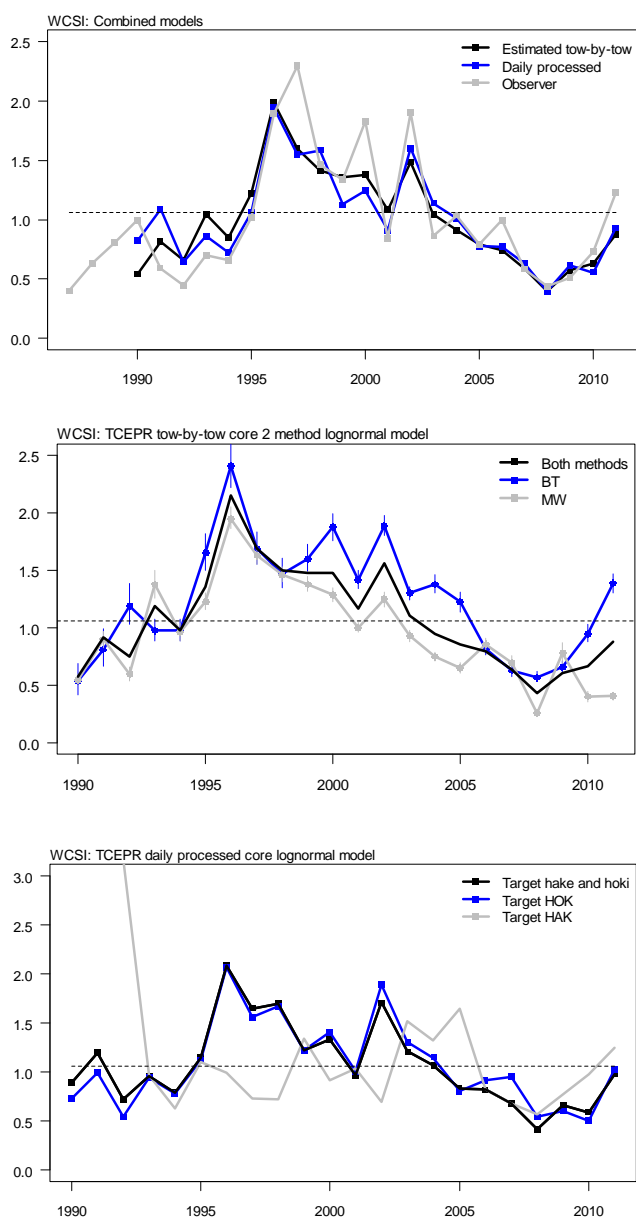 WCSI: Combined models
2.5
Estimated tow-by-tow
Daily processed
2.0
Observer
1.5
1.0
0.5
0.0
1990 1995 2000 2005 2010
WCSI: TCEPR tow-by-tow core 2 method lognormal model
2.5
Both methods
BT
2.0
MW
1.5
1.0
0.5
0.0
1990 1995 2000 2005 2010
WCSI: TCEPR daily processed core lognormal model
3.0
Target hake and hoki
Target HOK
2.5
Target HAK
2.0
1.5
1.0
0.5
0.0
1990 1995 2000 2005 2010